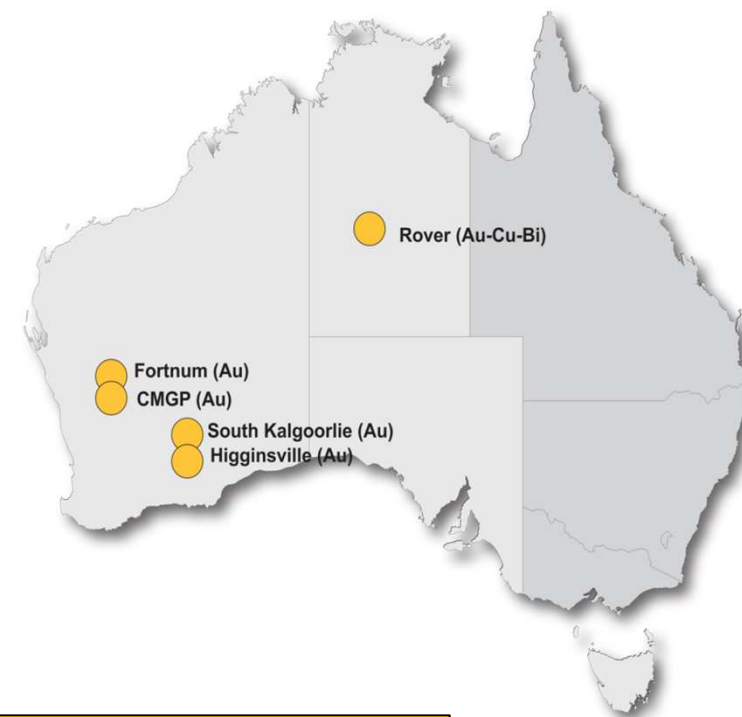 Rover (Au-Cu-Bi)
Fortnum (Au)
CMGP (Au)
South Kalgoorlie (Au)
Higginsville (Au)